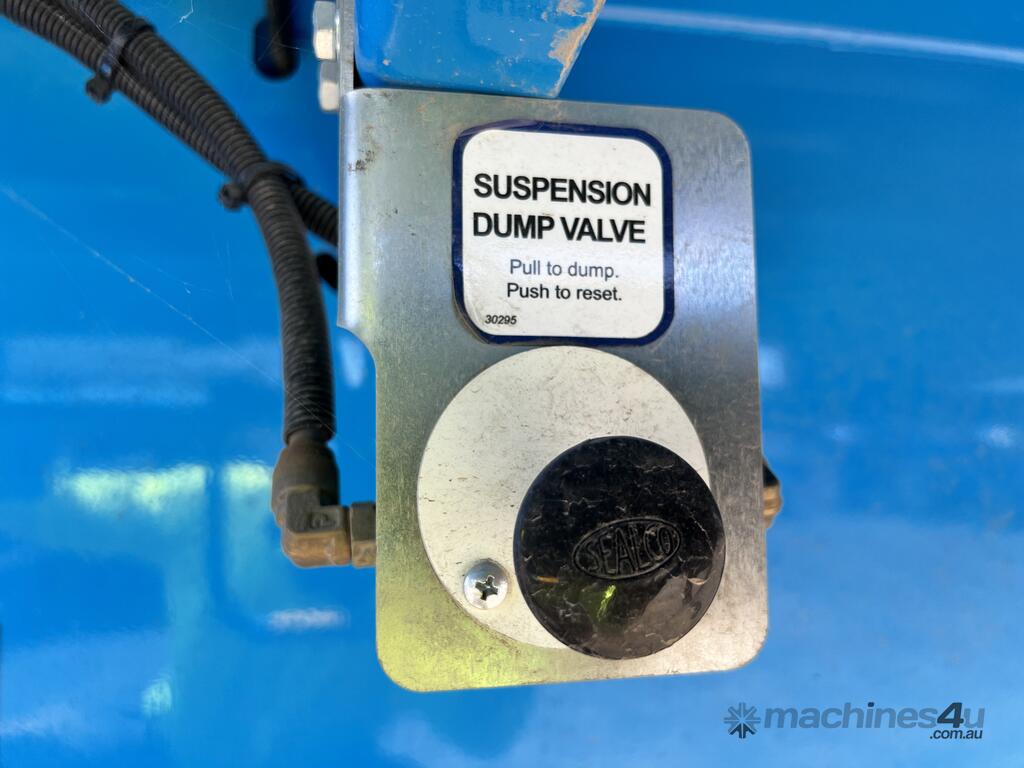 SUSPENSION
DUMP VALVE
Pull to dump.
Push to reset.
30295
SEALCO
machines4u
.com.au